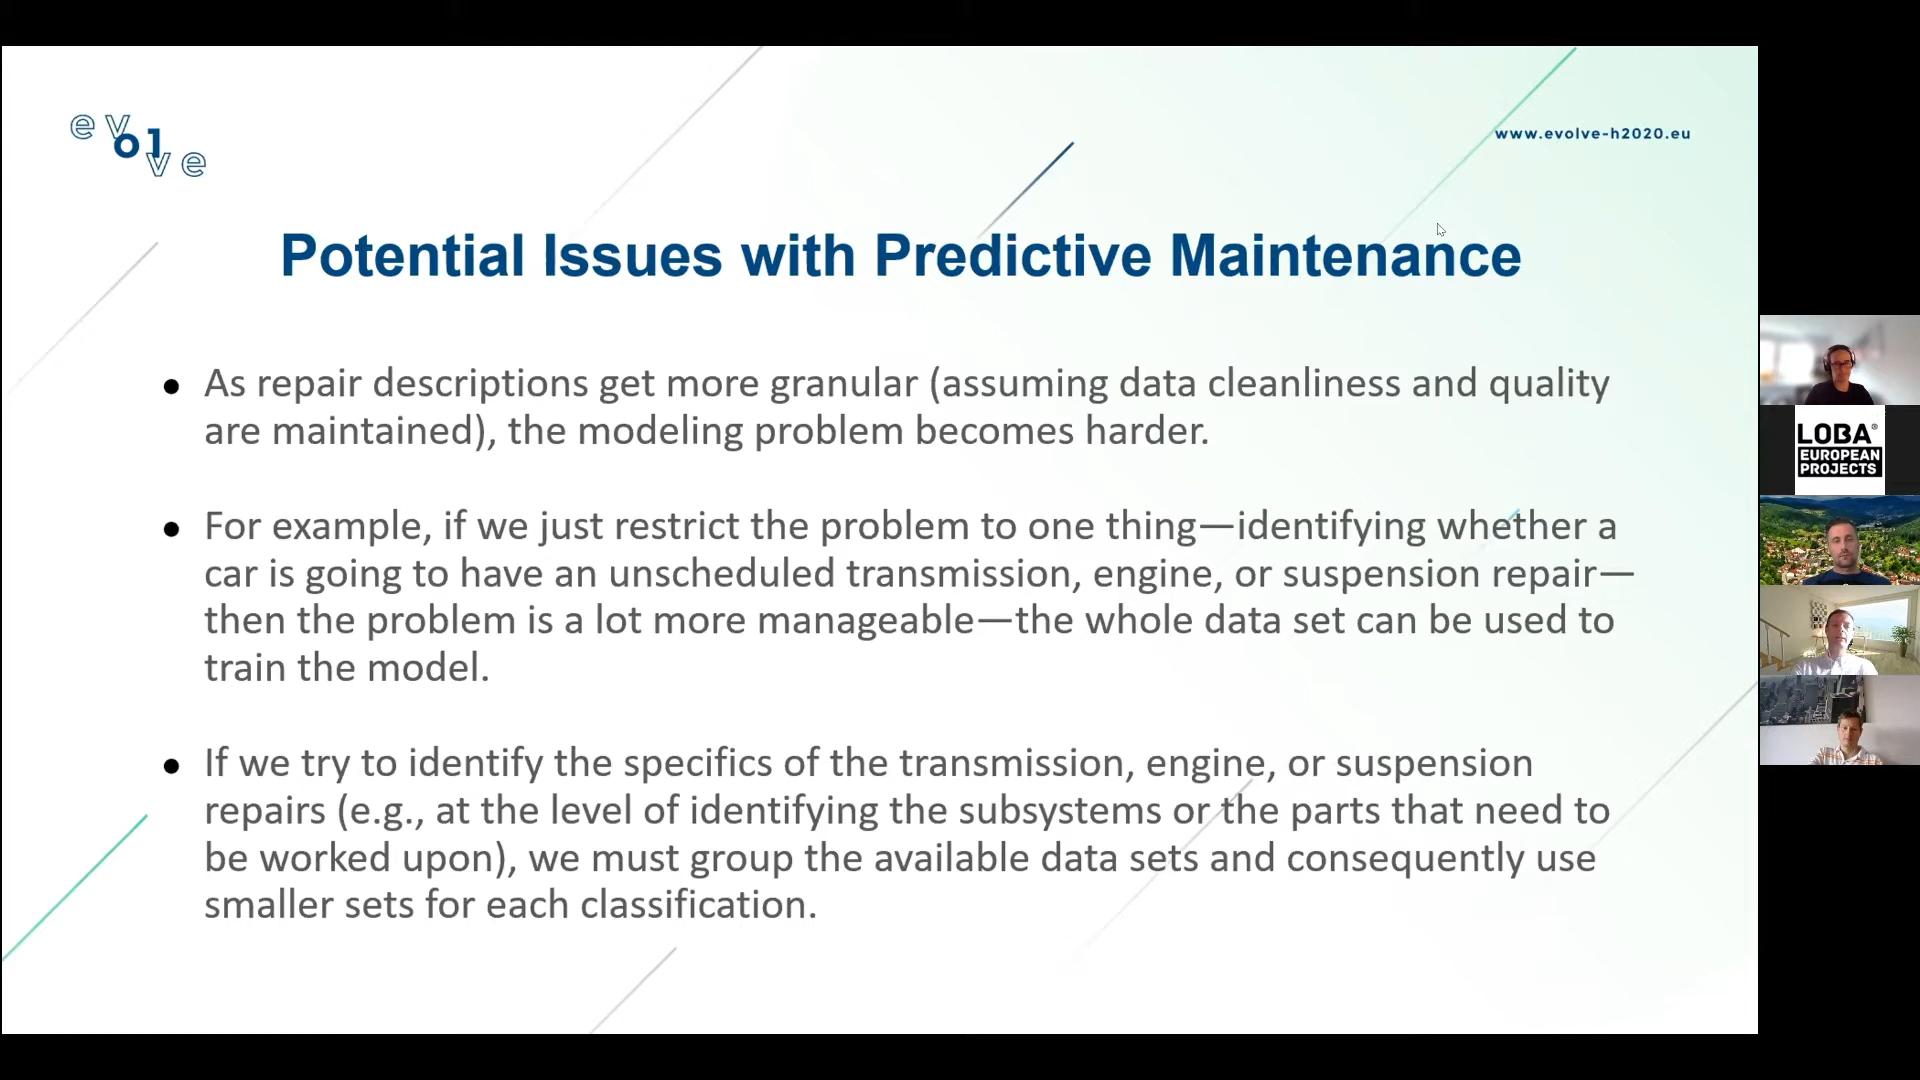 ev
ol
ve
www.evolve-h2020.eu
Potential Issues with Predictive Maintenance
● As repair descriptions get more granular (assuming data cleanliness and quality
are maintained), the modeling problem becomes harder.
● For example, if we just restrict the problem to one thing—identifying whether a
car is going to have an unscheduled transmission, engine, or suspension repair—
then the problem is a lot more manageable—the whole data set can be used to
train the model.
● If we try to identify the specifics of the transmission, engine, or suspension
repairs (e.g., at the level of identifying the subsystems or the parts that need to
be worked upon), we must group the available data sets and consequently use
smaller sets for each classification.
LOBA®
EUROPEAN
PROJECTS